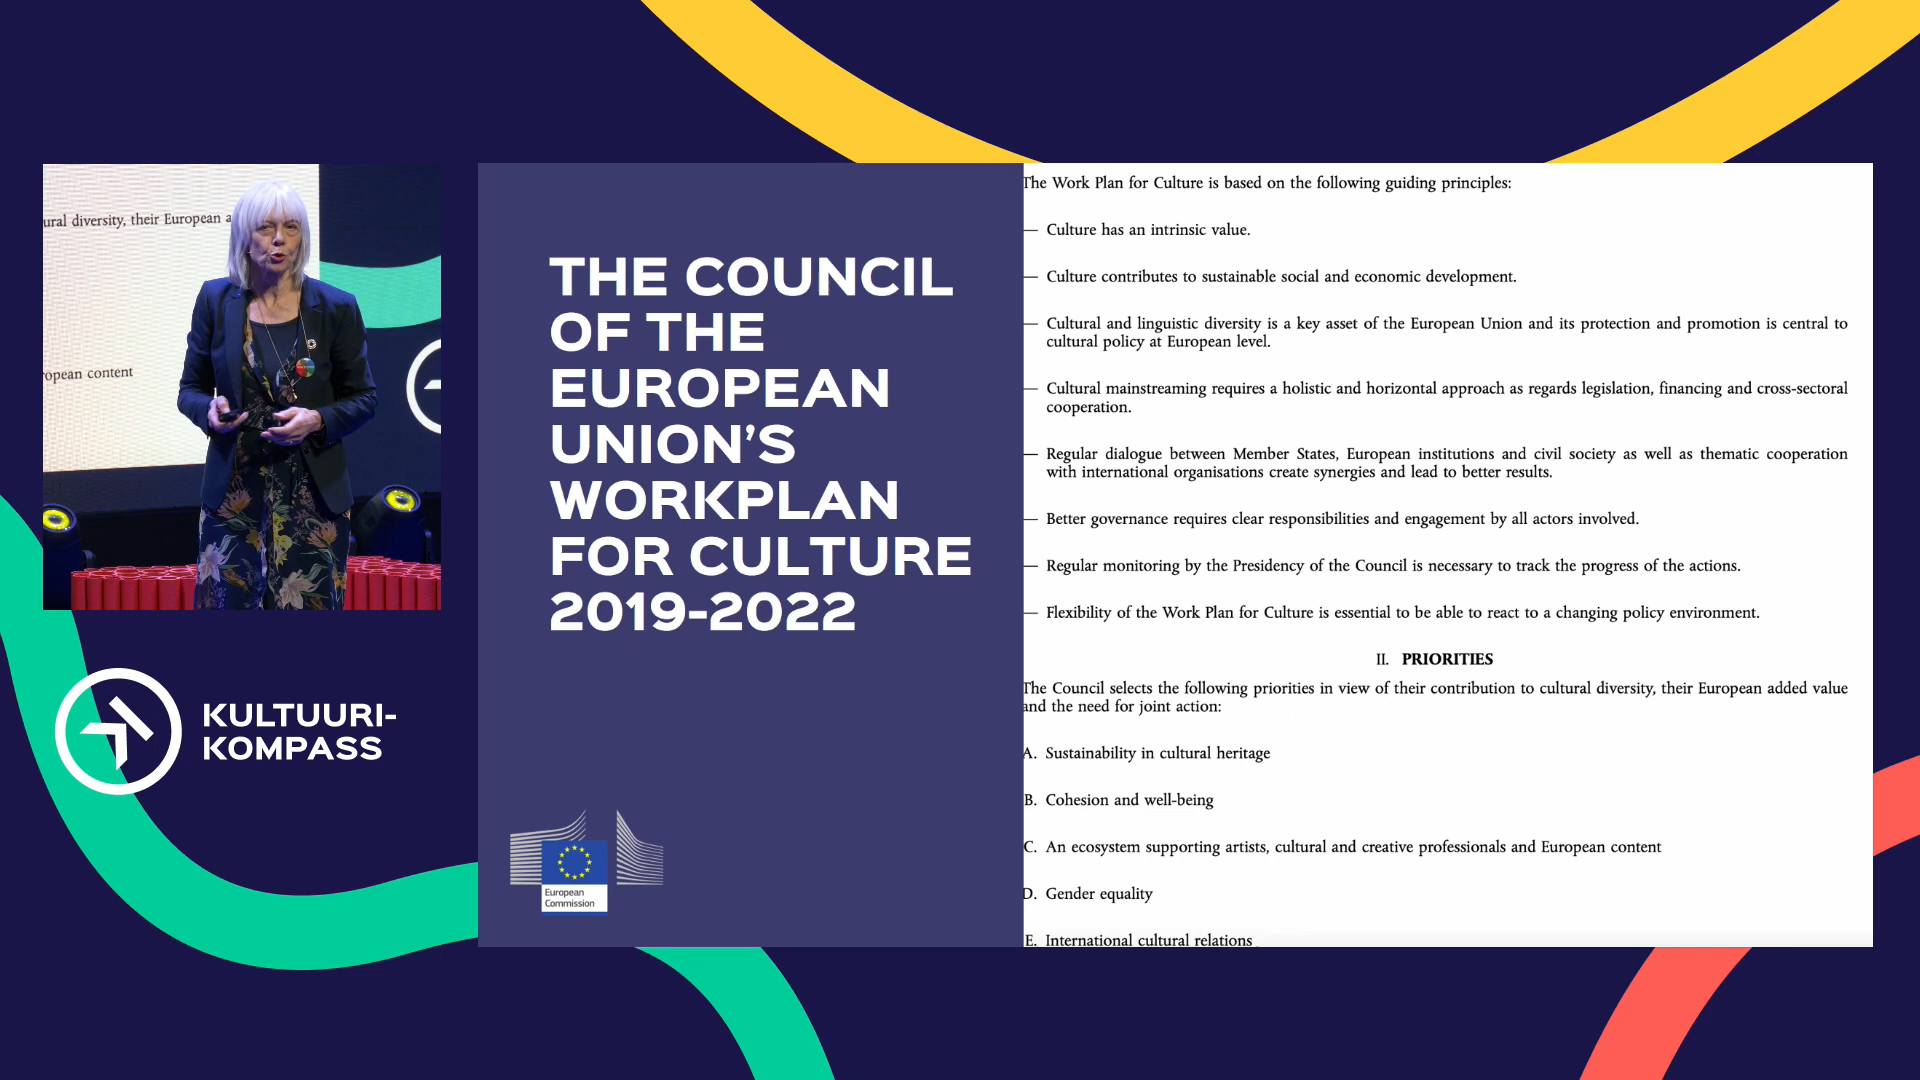 ural diversity, their European a
ropean content
KULTUURI-
KOMPASS
THE COUNCIL
OF THE
EUROPEAN
UNION'S
WORKPLAN
FOR CULTURE
2019-2022
European
Commission
The Work Plan for Culture is based on the following guiding principles:
— Culture has an intrinsic value.
— Culture contributes to sustainable social and economic development.
— Cultural and linguistic diversity is a key asset of the European Union and its protection and promotion is central to
cultural policy at European level.
— Cultural mainstreaming requires a holistic and horizontal approach as regards legislation, financing and cross-sectoral
cooperation.
— Regular dialogue between Member States, European institutions and civil society as well as thematic cooperation
with international organisations create synergies and lead to better results.
— Better governance requires clear responsibilities and engagement by all actors involved.
— Regular monitoring by the Presidency of the Council is necessary to track the progress of the actions.
— Flexibility of the Work Plan for Culture is essential to be able to react to a changing policy environment.
II. PRIORITIES
The Council selects the following priorities in view of their contribution to cultural diversity, their European added value
and the need for joint action:
A. Sustainability in cultural heritage
B. Cohesion and well-being
C. An ecosystem supporting artists, cultural and creative professionals and European content
D. Gender equality
E. International cultural relations